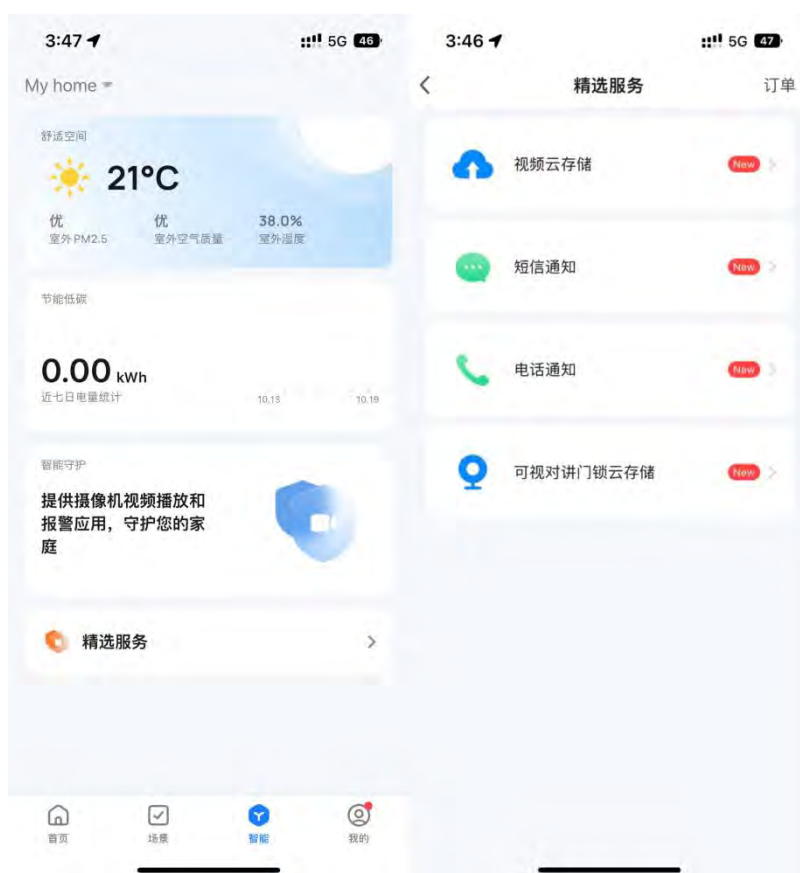 3:47
5G 46
My home
舒适空间
21°C
优
优
38.0%
室外PM2.5
室外空气质量
室外湿度
节能低碳
0.00 kWh
近七日电量统计
10.13
10.19
智能守护
提供摄像机视频播放和
报警应用，守护您的家
庭
精选服务
首页
场景
智能
我的
3:46
5G 47
精选服务
订单
视频云存储
New
短信通知
New
电话通知
New
可视对讲门锁云存储
New